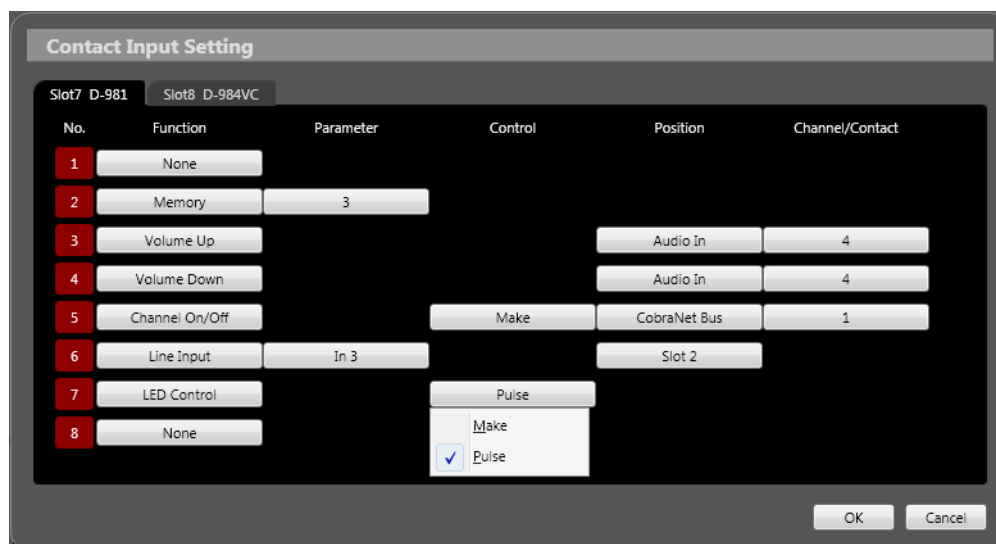 Contact Input Setting
Slot7 D-981 Slot8 D-984VC
No. Function Parameter Control Position Channel/Contact
1 None
2 Memory 3
3 Volume Up Audio In 4
4 Volume Down Audio In 4
5 Channel On/Off Make CobraNet Bus 1
6 Line Input In 3 Slot 2
7 LED Control Pulse
Make
8 None
Pulse
OK Cancel